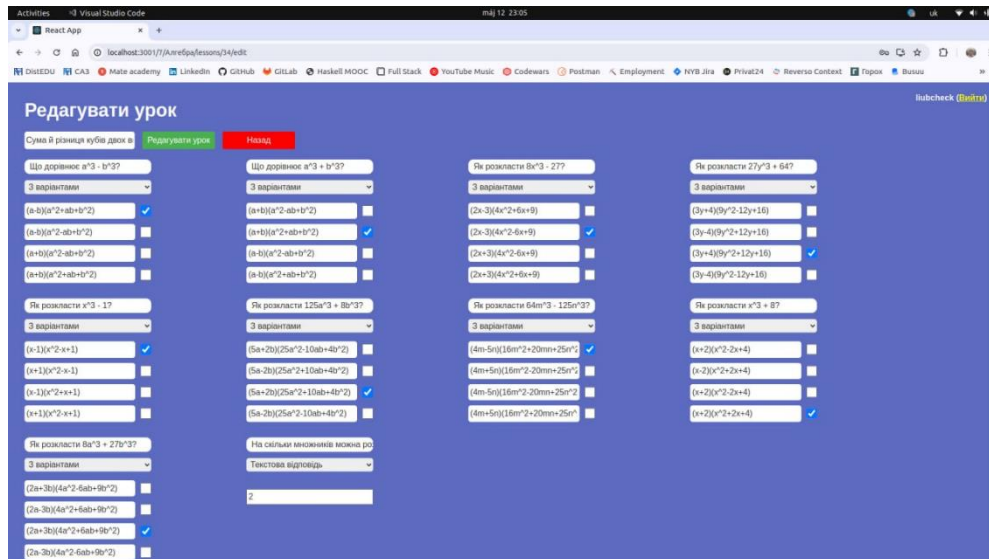 Activities Visual Studio Code máj 12 23:05 uk
React App
localhost:3001/7/Алгебра/lessons/34/edit
DistEDU CA3 Mate academy LinkedIn GitHub GitLab Haskell MOOC Full Stack YouTube Music Codewars Postman Employment NYB Jira Privat24 Reverso Context Горох Busuu
liubcheck (Вийти)
Редагувати урок
Сума й різниця кубів двох в Редагувати урок Назад
Що дорівнює a^3 - b^3? Що дорівнює a^3 + b^3? Як розкласти 8x^3 - 27? Як розкласти 27y^3 + 64?
З варіантами З варіантами З варіантами З варіантами
(a-b)(a^2+ab+b^2) (a+b)(a^2-ab+b^2) (2x-3)(4x^2+6x+9) (3y+4)(9y^2-12y+16)
(a-b)(a^2-ab+b^2) (a+b)(a^2+ab+b^2) (2x-3)(4x^2-6x+9) (3y-4)(9y^2+12y+16)
(a+b)(a^2-ab+b^2) (a-b)(a^2-ab+b^2) (2x+3)(4x^2-6x+9) (3y+4)(9y^2+12y+16)
(a+b)(a^2+ab+b^2) (a-b)(a^2+ab+b^2) (2x+3)(4x^2+6x+9) (3y-4)(9y^2-12y+16)
Як розкласти x^3 - 1? Як розкласти 125a^3 + 8b^3? Як розкласти 64m^3 - 125n^3? Як розкласти x^3 + 8?
З варіантами З варіантами З варіантами З варіантами
(x-1)(x^2-x+1) (5a+2b)(25a^2-10ab+4b^2) (4m-5n)(16m^2+20mn+25n^2 (x+2)(x^2-2x+4)
(x+1)(x^2-x-1) (5a-2b)(25a^2+10ab+4b^2) (4m+5n)(16m^2-20mn+25n^2 (x-2)(x^2+2x+4)
(x-1)(x^2+x+1) (5a+2b)(25a^2+10ab+4b^2) (4m-5n)(16m^2-20mn+25n^2 (x+2)(x^2-2x+4)
(x+1)(x^2-x+1) (5a-2b)(25a^2-10ab+4b^2) (4m+5n)(16m^2+20mn+25n^ (x+2)(x^2+2x+4)
Як розкласти 8a^3 + 27b^3? На скільки множників можна ро
З варіантами Текстова відповідь
(2a+3b)(4a^2-6ab+9b^2)
(2a-3b)(4a^2+6ab+9b^2) 2
(2a+3b)(4a^2+6ab+9b^2)
(2a-3b)(4a^2-6ab+9b^2)